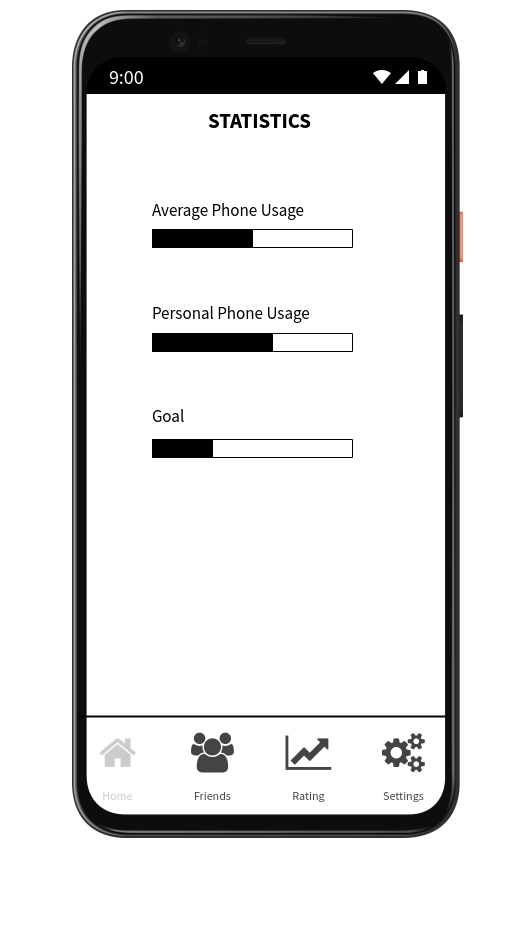 9:00
STATISTICS
Average Phone Usage
Personal Phone Usage
Goal
Home Friends Rating Settings